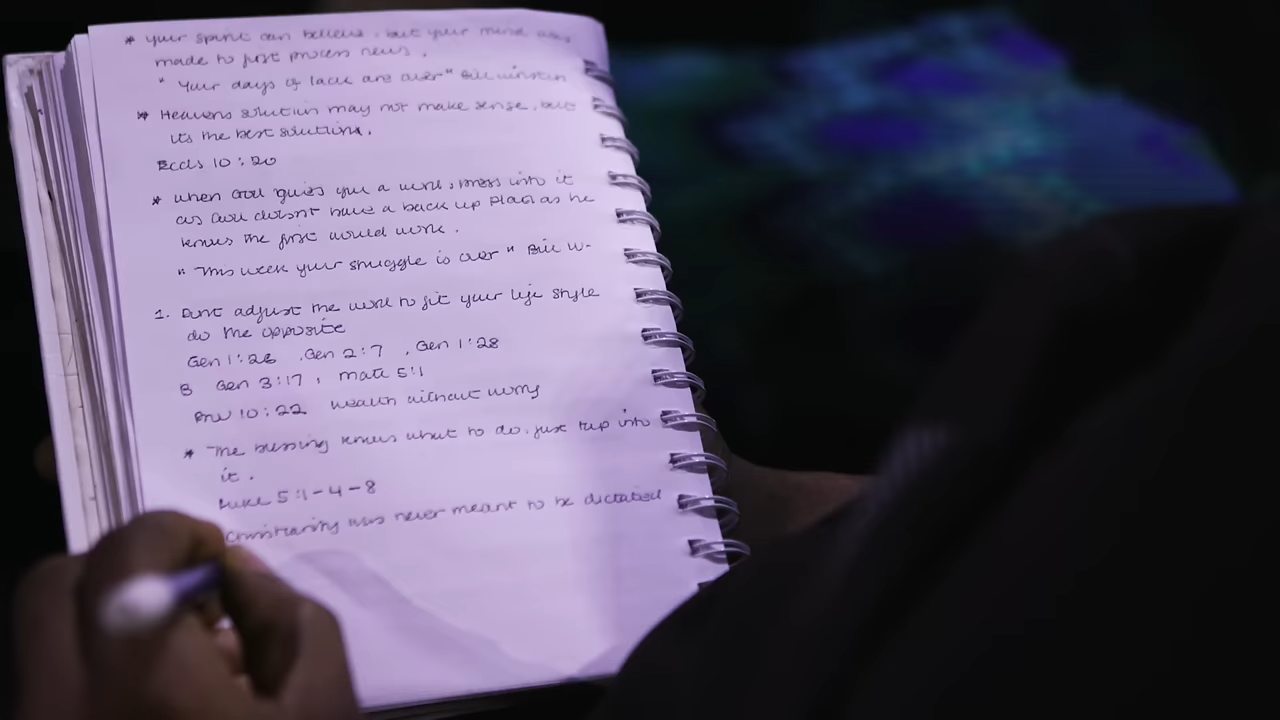 * your spirit can believe, but your mind was
made to first process news.
"Your days of lack are over" Bill Winston
* Heavens solution may not make sense, but
its the best solution.
Eccls 10:20
* when God gives you a word, press into it
as God doesnt have a back up plan as he
knows the first would work.
"This week your struggle is over" Bill W-
1. Dont adjust the word to fit your life style
do the opposite
Gen 1:26, Gen 2:7, Gen 1:28
Gen 3:17, Matt 5:1
Prov 10:22 wealth without worry
* The blessing knows what to do, just tap into
it.
Luke 5:1-4-8
Christianity was never meant to be dictated